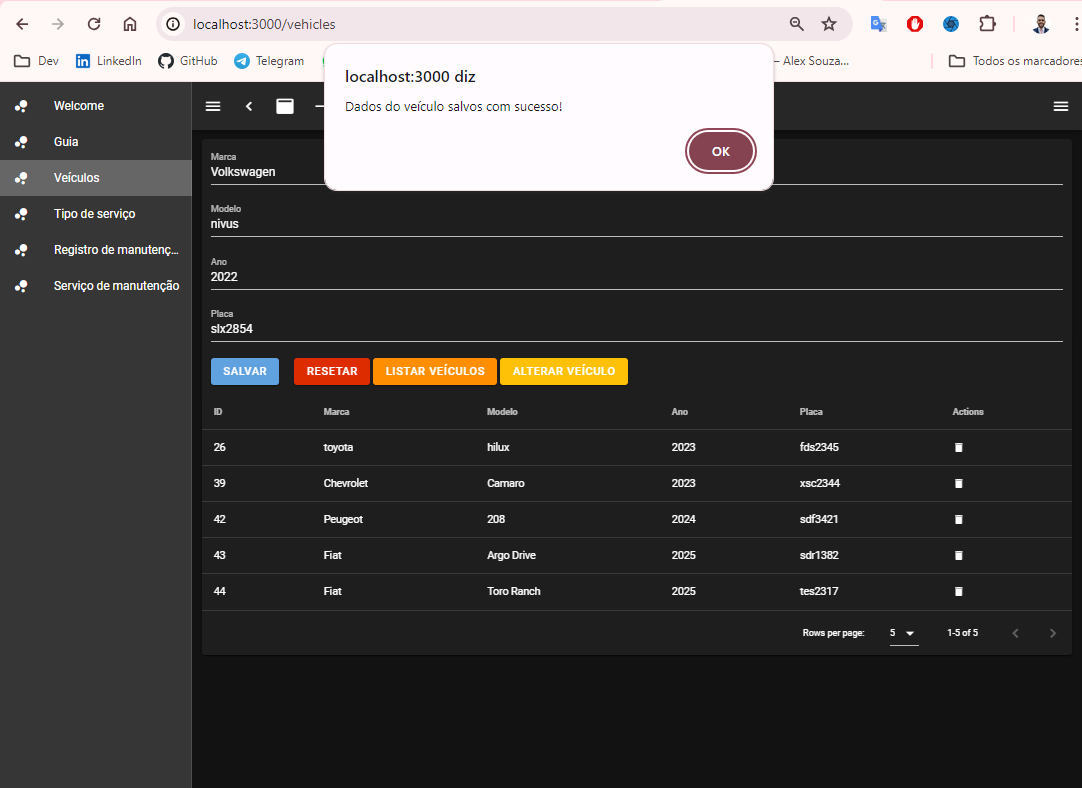 localhost:3000/vehicles
Dev LinkedIn GitHub Telegram – Alex Souza... Todos os marcadores
localhost:3000 diz
Dados do veículo salvos com sucesso!
OK
Welcome
Guia
Veículos
Tipo de serviço
Registro de manutenç...
Serviço de manutenção
Marca
Volkswagen
Modelo
nivus
Ano
2022
Placa
slx2854
SALVAR RESETAR LISTAR VEÍCULOS ALTERAR VEÍCULO
ID Marca Modelo Ano Placa Actions
26 toyota hilux 2023 fds2345
39 Chevrolet Camaro 2023 xsc2344
42 Peugeot 208 2024 sdf3421
43 Fiat Argo Drive 2025 sdr1382
44 Fiat Toro Ranch 2025 tes2317
Rows per page: 5 1-5 of 5